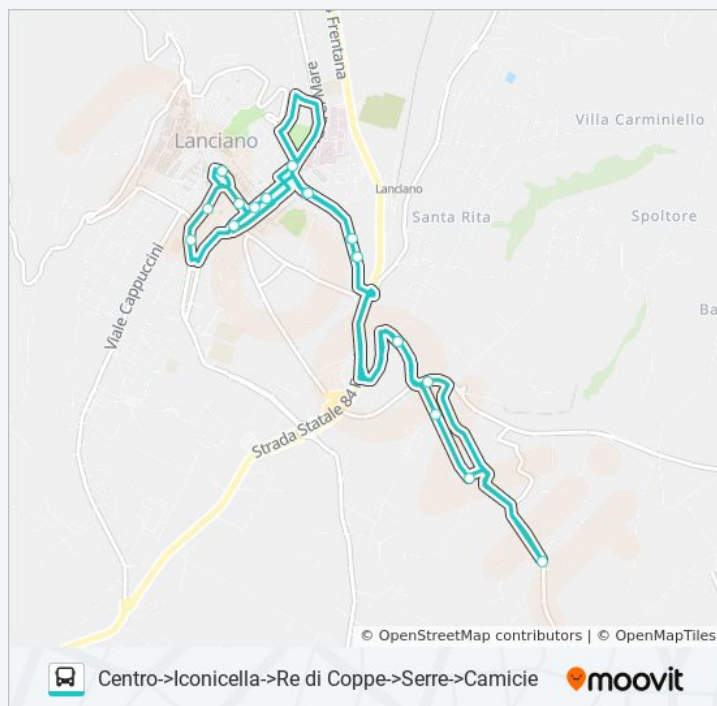 Frentana
Mare
Lanciano
Villa Carminiello
Lanciano
Santa Rita
Spoltore
Viale Cappuccini
Ba
Strada Statale 84
© OpenStreetMap contributors | © OpenMapTiles
Centro->Iconicella->Re di Coppe->Serre->Camicie
moovit